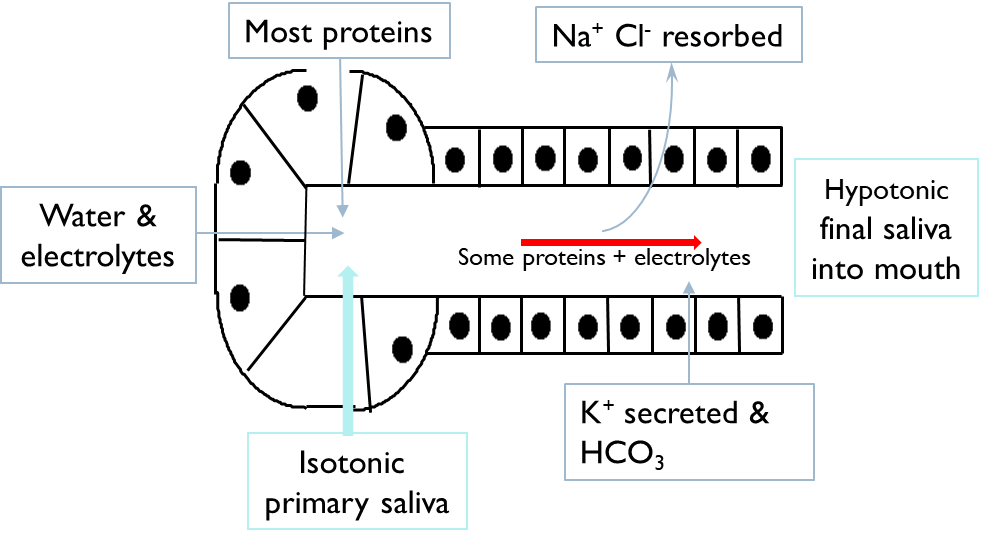 Most proteins
Na⁺ Cl⁻ resorbed
Water &
electrolytes
Hypotonic
final saliva
into mouth
Some proteins + electrolytes
K⁺ secreted &
HCO₃
Isotonic
primary saliva